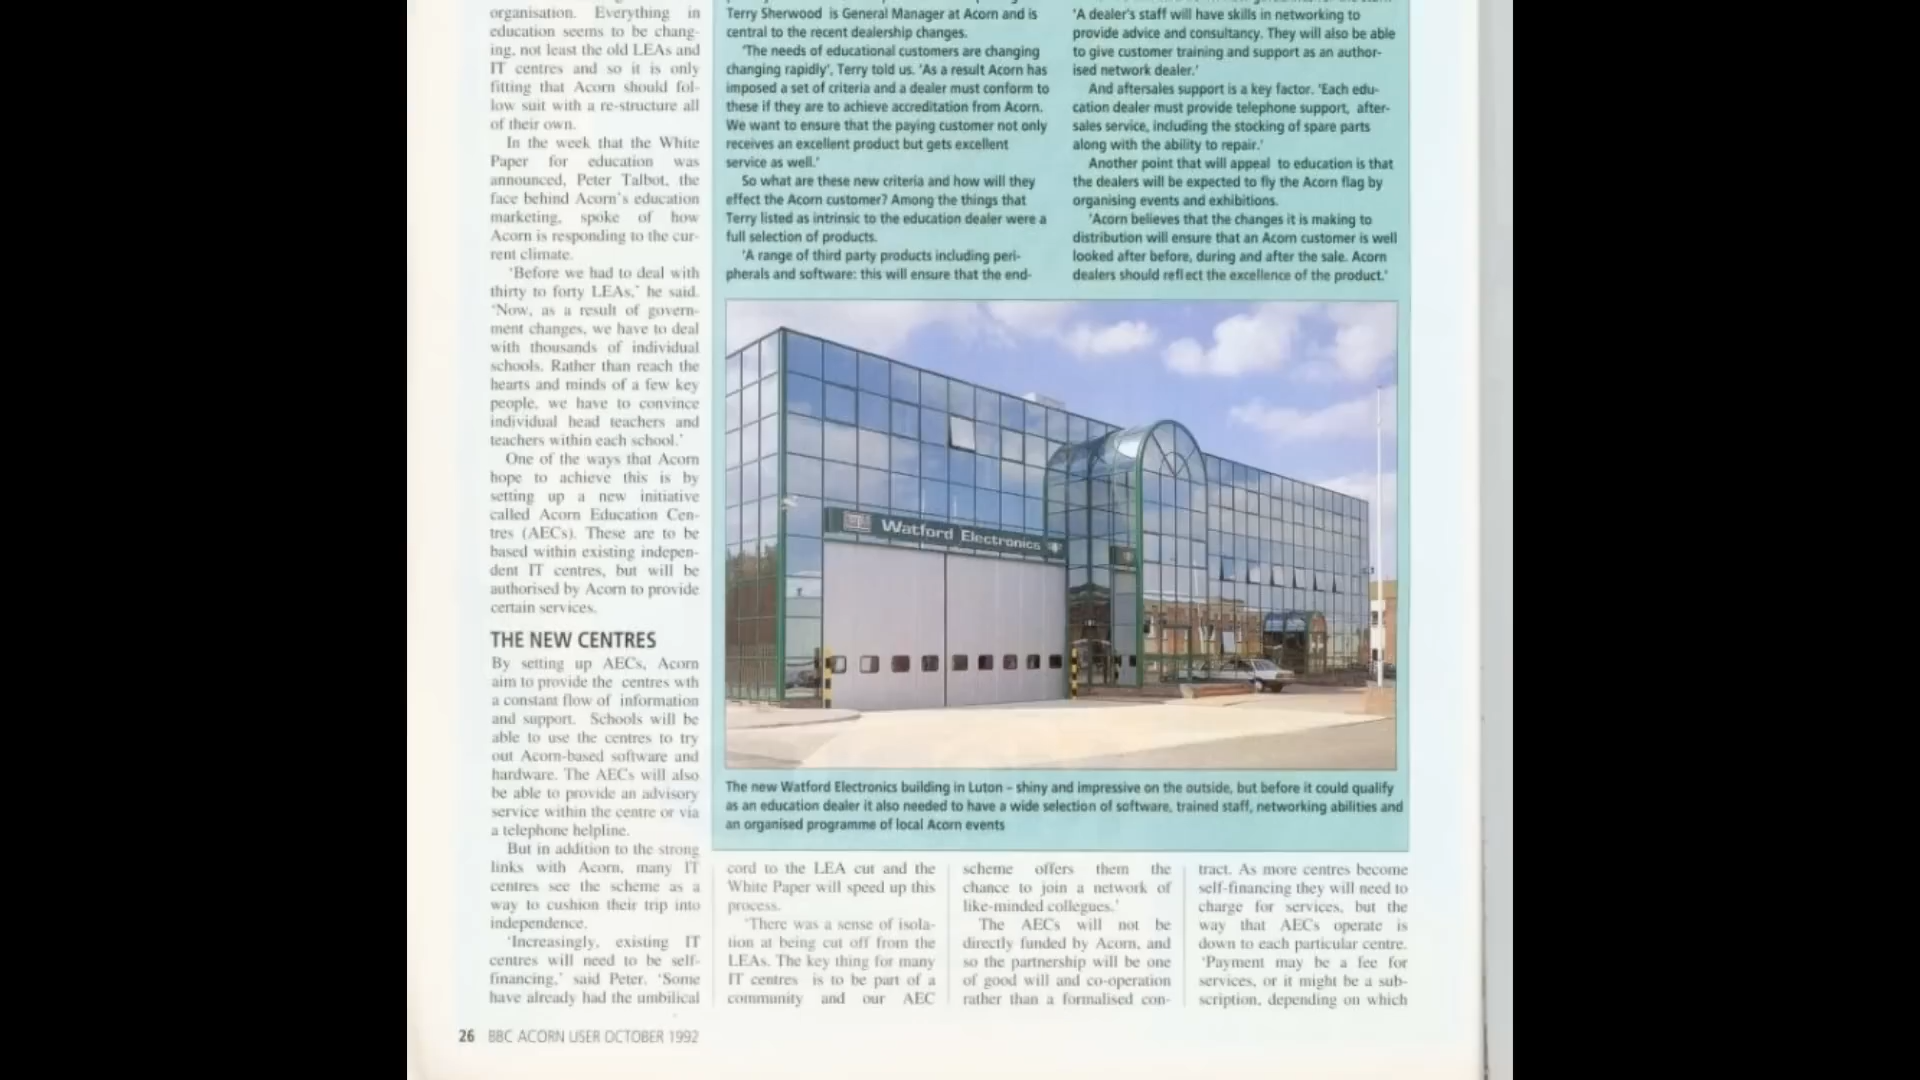 organisation. Everything in
education seems to be chang-
ing, not least the old LEAs and
IT centres and so it is only
fitting that Acorn should fol-
low suit with a re-structure all
of their own.
In the week that the White
Paper for education was
announced, Peter Talbot, the
face behind Acorn's education
marketing, spoke of how
Acorn is responding to the cur-
rent climate.
'Before we had to deal with
thirty to forty LEAs,' he said.
'Now, as a result of govern-
ment changes, we have to deal
with thousands of individual
schools. Rather than reach the
hearts and minds of a few key
people, we have to convince
individual head teachers and
teachers within each school.'
One of the ways that Acorn
hope to achieve this is by
setting up a new initiative
called Acorn Education Cen-
tres (AECs). These are to be
based within existing indepen-
dent IT centres, but will be
authorised by Acorn to provide
certain services.
THE NEW CENTRES
By setting up AECs, Acorn
aim to provide the centres wth
a constant flow of information
and support. Schools will be
able to use the centres to try
out Acorn-based software and
hardware. The AECs will also
be able to provide an advisory
service within the centre or via
a telephone helpline.
But in addition to the strong
links with Acorn, many IT
centres see the scheme as a
way to cushion their trip into
independence.
'Increasingly, existing IT
centres will need to be self-
financing,' said Peter. 'Some
have already had the umbilical
Terry Sherwood is General Manager at Acorn and is
central to the recent dealership changes.
'The needs of educational customers are changing
changing rapidly', Terry told us. 'As a result Acorn has
imposed a set of criteria and a dealer must conform to
these if they are to achieve accreditation from Acorn.
We want to ensure that the paying customer not only
receives an excellent product but gets excellent
service as well.'
So what are these new criteria and how will they
effect the Acorn customer? Among the things that
Terry listed as intrinsic to the education dealer were a
full selection of products.
'A range of third party products including peri-
pherals and software: this will ensure that the end-
'A dealer's staff will have skills in networking to
provide advice and consultancy. They will also be able
to give customer training and support as an author-
ised network dealer.'
And aftersales support is a key factor. 'Each edu-
cation dealer must provide telephone support, after-
sales service, including the stocking of spare parts
along with the ability to repair.'
Another point that will appeal to education is that
the dealers will be expected to fly the Acorn flag by
organising events and exhibitions.
'Acorn believes that the changes it is making to
distribution will ensure that an Acorn customer is well
looked after before, during and after the sale. Acorn
dealers should reflect the excellence of the product.'
Watford Electronics
The new Watford Electronics building in Luton – shiny and impressive on the outside, but before it could qualify
as an education dealer it also needed to have a wide selection of software, trained staff, networking abilities and
an organised programme of local Acorn events
cord to the LEA cut and the
White Paper will speed up this
process.
'There was a sense of isola-
tion at being cut off from the
LEAs. The key thing for many
IT centres is to be part of a
community and our AEC
scheme offers them the
chance to join a network of
like-minded collegues.'
The AECs will not be
directly funded by Acorn, and
so the partnership will be one
of good will and co-operation
rather than a formalised con-
tract. As more centres become
self-financing they will need to
charge for services, but the
way that AECs operate is
down to each particular centre.
'Payment may be a fee for
services, or it might be a sub-
scription, depending on which
26 BBC ACORN USER OCTOBER 1992